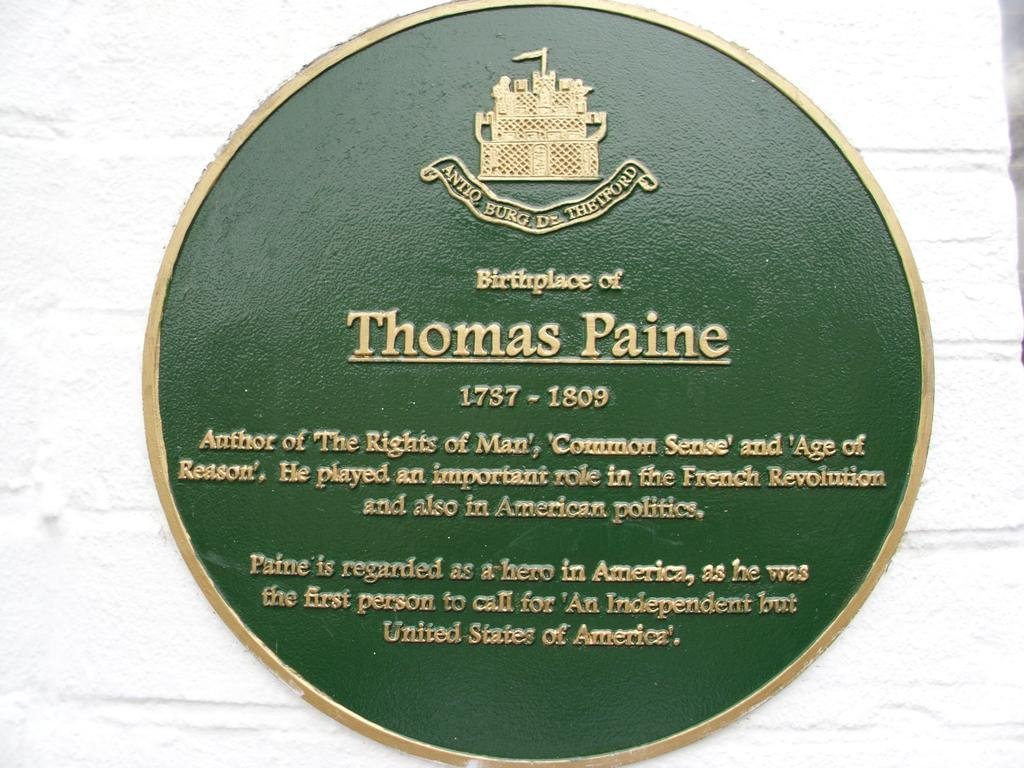 ANTIQ BURG. DE THETFORD
Birthplace of
Thomas Paine
1737 - 1809
Author of 'The Rights of Man', 'Common Sense' and 'Age of
Reason'. He played an important role in the French Revolution
and also in American politics.
Paine is regarded as a hero in America, as he was
the first person to call for 'An Independent but
United States of America'.